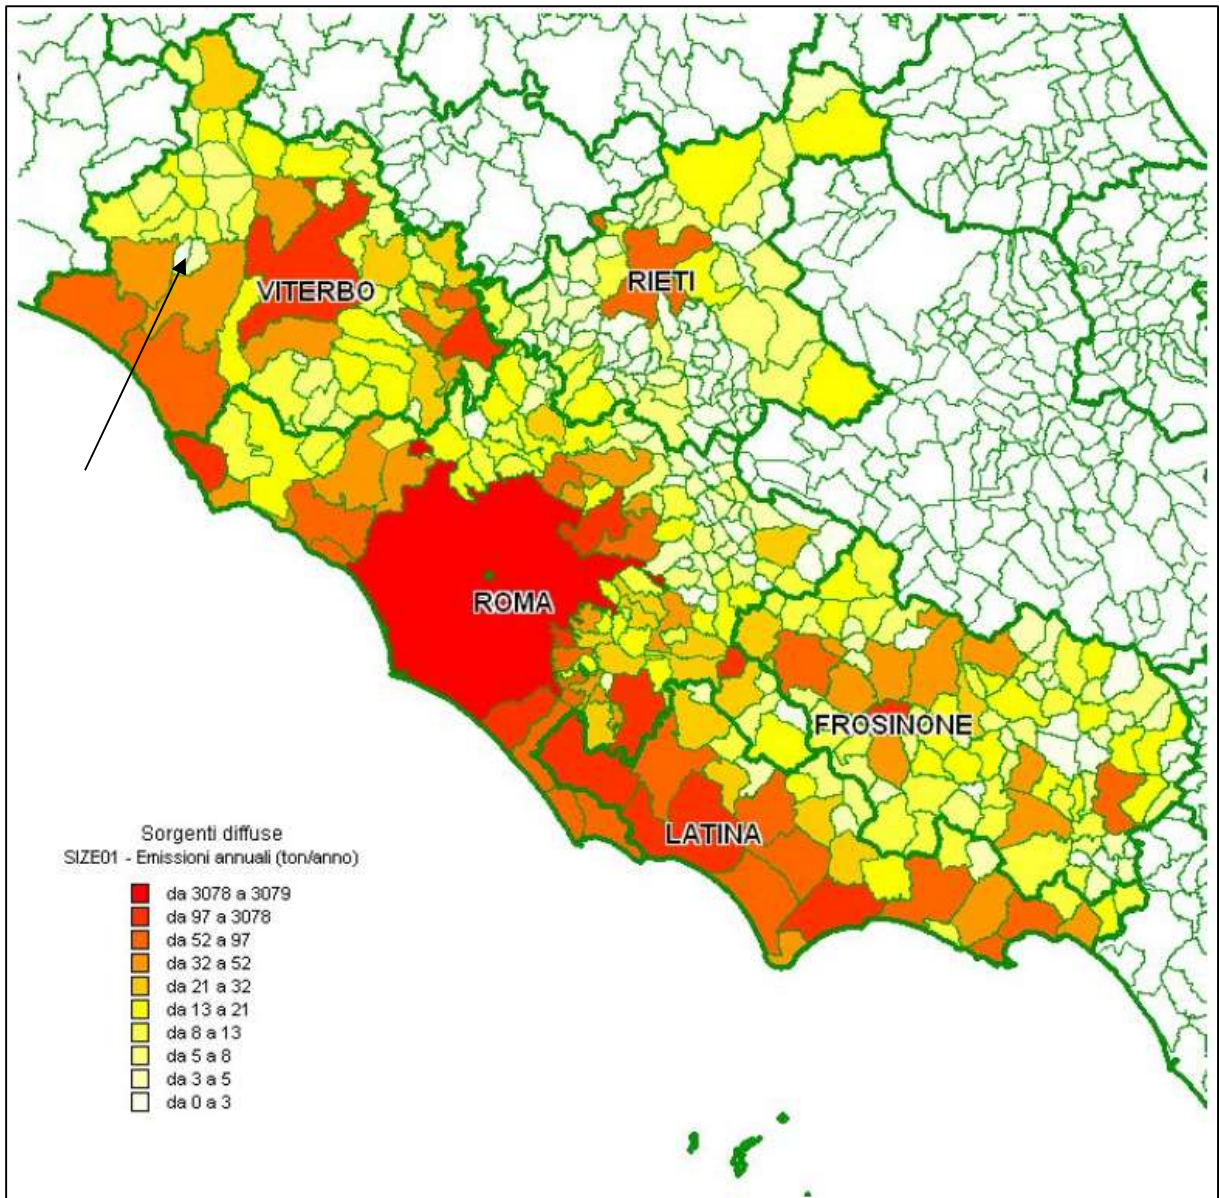 VITERBO
RIETI
ROMA
FROSINONE
LATINA
Sorgenti diffuse
SIZE01 - Emissioni annuali (ton/anno)
da 3078 a 3079
da 97 a 3078
da 52 a 97
da 32 a 52
da 21 a 32
da 13 a 21
da 8 a 13
da 5 a 8
da 3 a 5
da 0 a 3